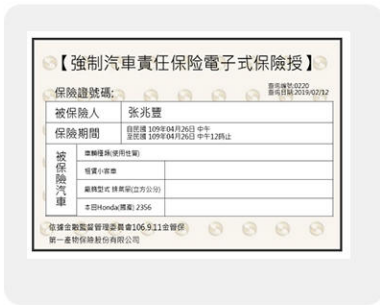 【強制汽車責任保险電子式保險授】
保險證號碼:
查詢編號:0220
查詢日期:2019/02/12
被保險人 张兆豐
保險期間 自民國 109年04月26日 中午
至民國 109年04月26日 中午12時止
被保險汽車
車輛種類(使用性質)
租賃小客車
廠牌型式 排氣量(立方公分)
本田Honda(國產) 2356
依據金融監督管理委員會106.9.11金管保
第一產物保險股份有限公司